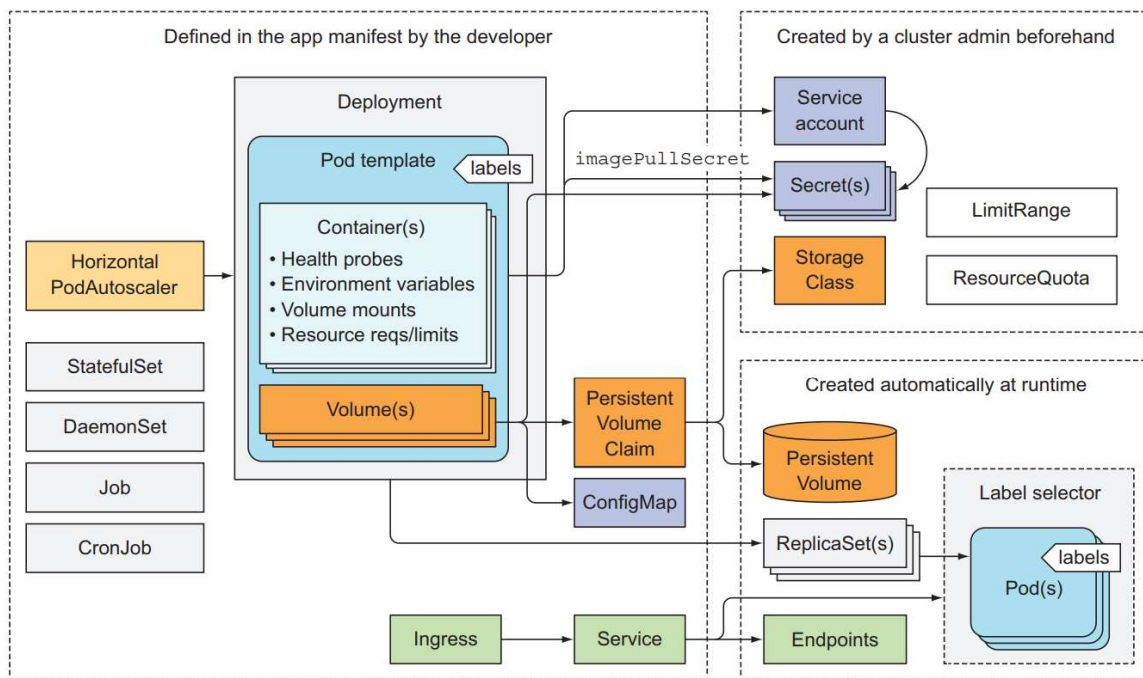 Defined in the app manifest by the developer
Deployment
Pod template
labels
Container(s)
• Health probes
• Environment variables
• Volume mounts
• Resource reqs/limits
Volume(s)
Horizontal
PodAutoscaler
StatefulSet
DaemonSet
Job
CronJob
imagePullSecret
Persistent
Volume
Claim
ConfigMap
Ingress
Service
Created by a cluster admin beforehand
Service
account
Secret(s)
LimitRange
Storage
Class
ResourceQuota
Created automatically at runtime
Persistent
Volume
Label selector
ReplicaSet(s)
labels
Pod(s)
Endpoints